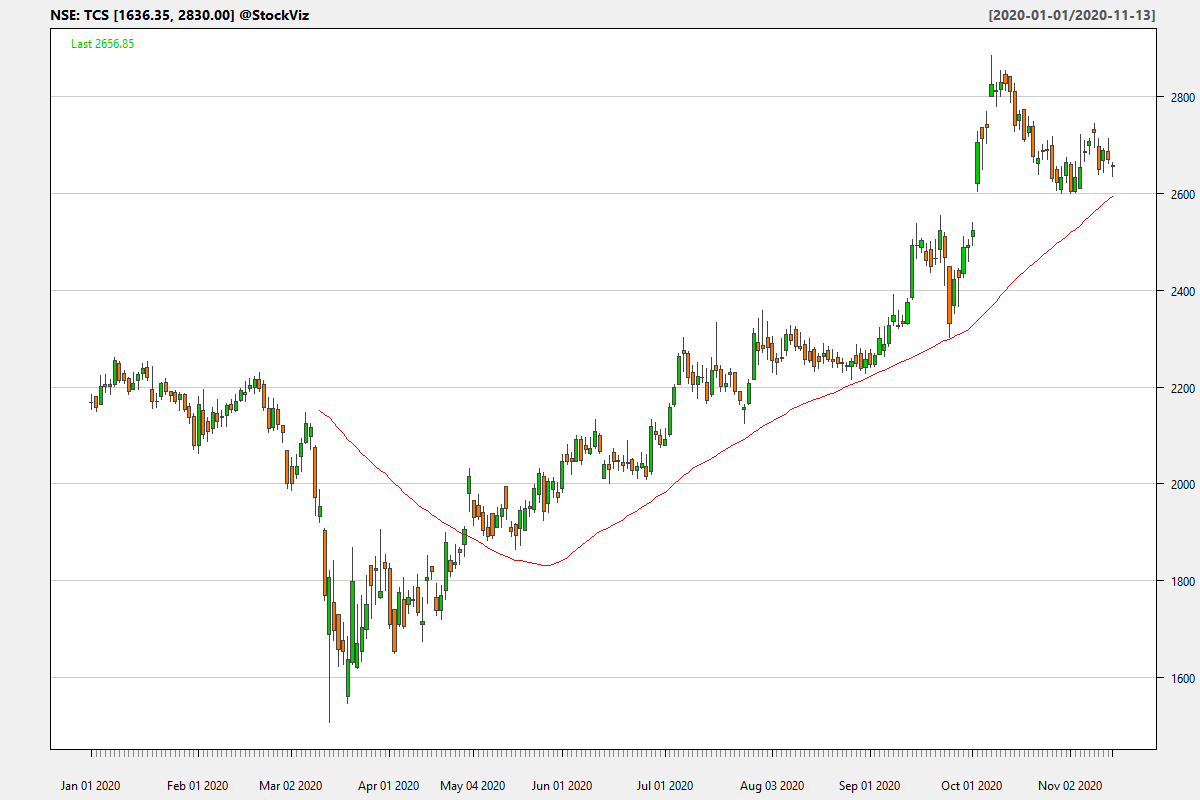 NSE: TCS [1636.35, 2830.00] @StockViz [2020-01-01/2020-11-13]
Last 2656.85
2800
2600
2400
2200
2000
1800
1600
Jan 01 2020 Feb 01 2020 Mar 02 2020 Apr 01 2020 May 04 2020 Jun 01 2020 Jul 01 2020 Aug 03 2020 Sep 01 2020 Oct 01 2020 Nov 02 2020